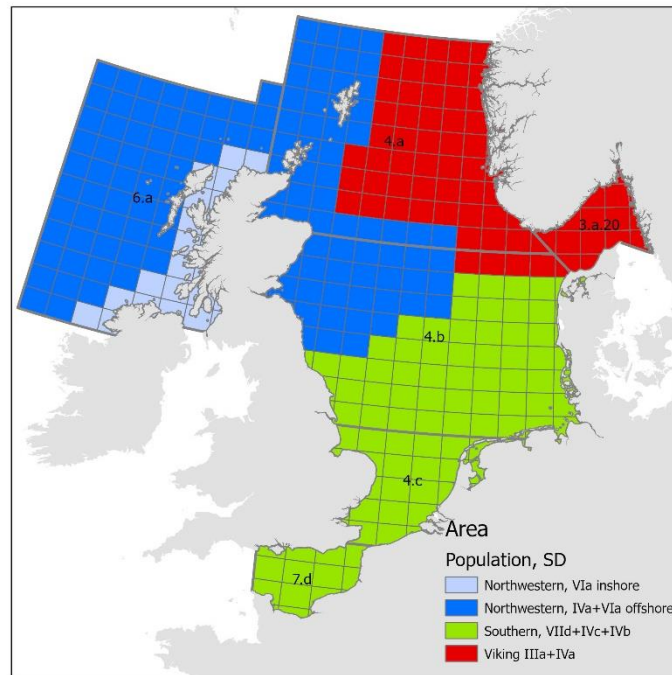 4.a
6.a
3.a.20
4.b
4.c
7.d
Area
Population, SD
Northwestern, VIa inshore
Northwestern, IVa+VIa offshore
Southern, VIId+IVc+IVb
Viking IIIa+IVa